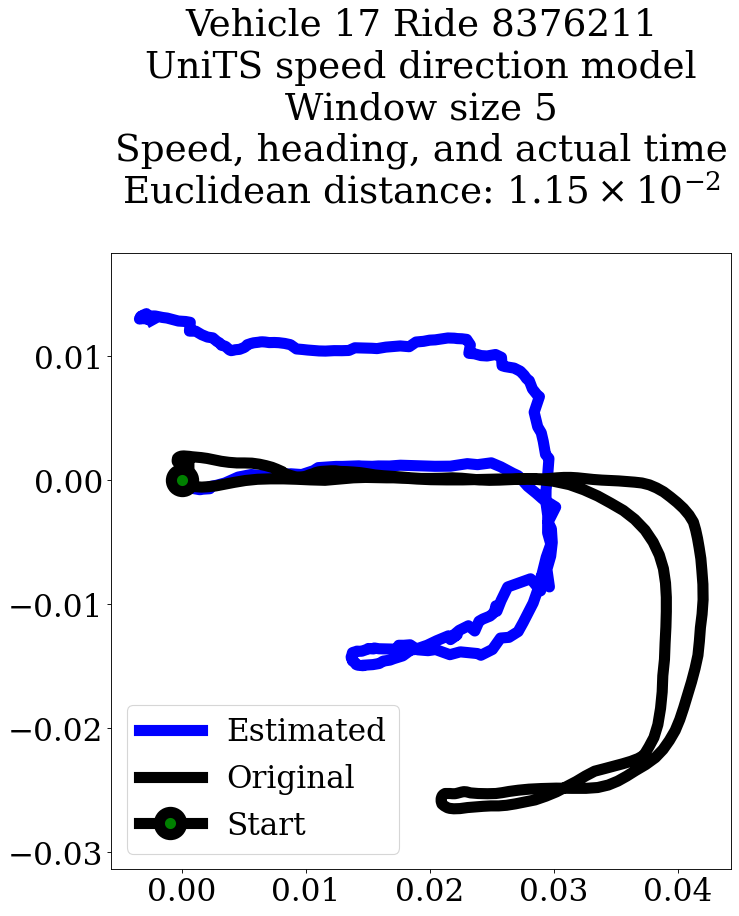 Vehicle 17 Ride 8376211
UniTS speed direction model
Window size 5
Speed, heading, and actual time
Euclidean distance: 1.15 × 10⁻²
0.01
0.00
−0.01
−0.02
−0.03
Estimated
Original
Start
0.00 0.01 0.02 0.03 0.04